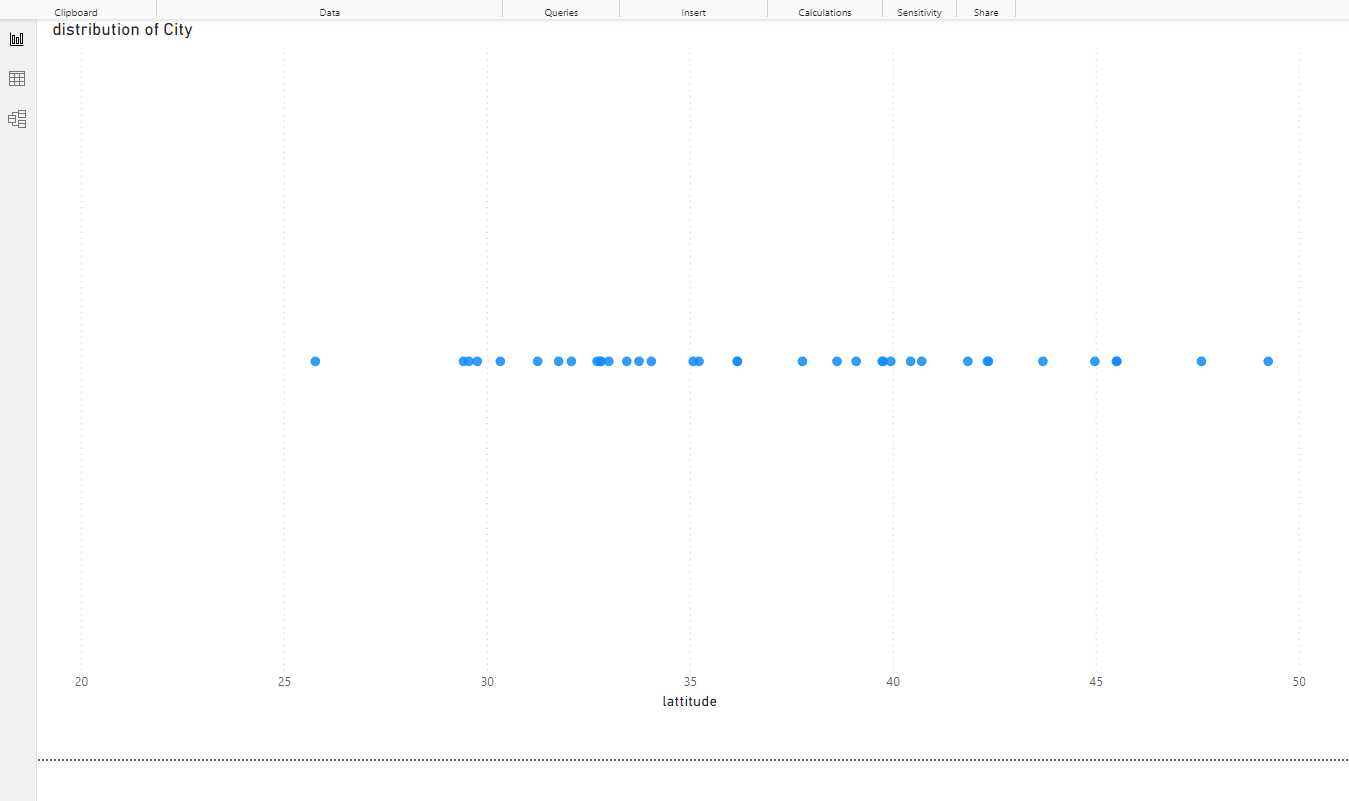 Clipboard Data Queries Insert Calculations Sensitivity Share
distribution of City
20 25 30 35 40 45 50
lattitude